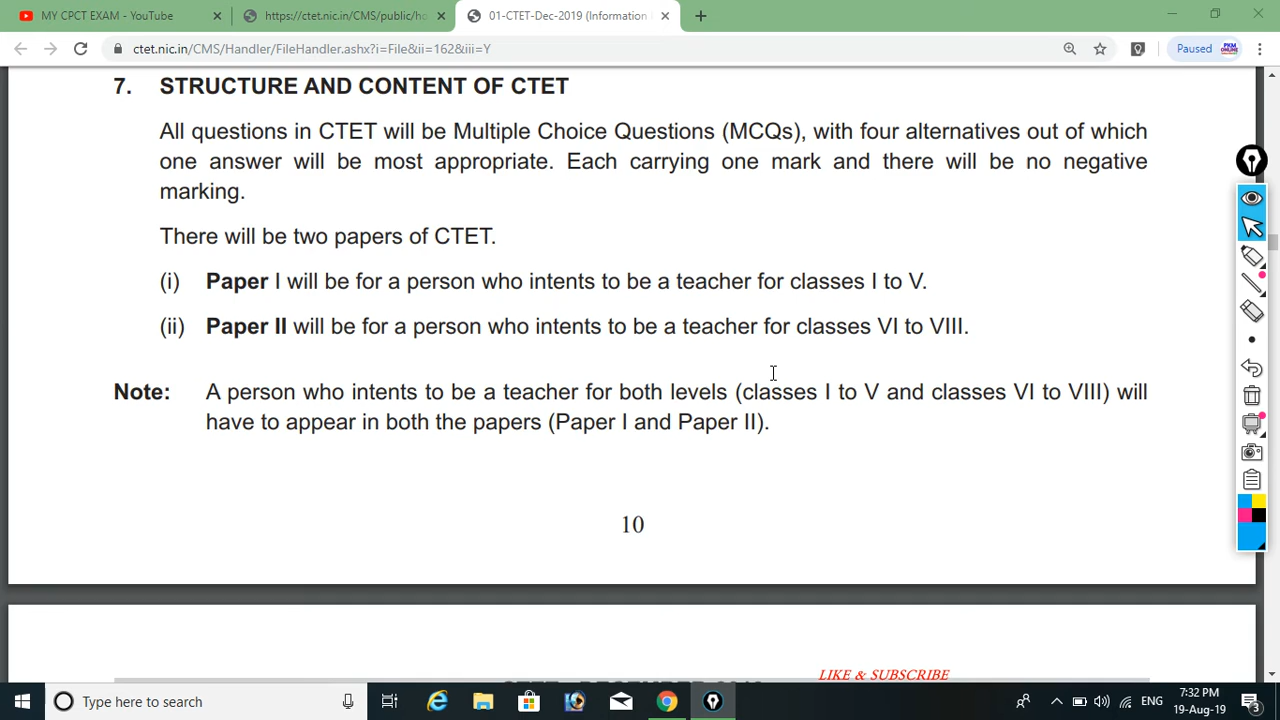 MY CPCT EXAM - YouTube
https://ctet.nic.in/CMS/public/ho
01-CTET-Dec-2019 (Information
ctet.nic.in/CMS/Handler/FileHandler.ashx?i=File&ii=162&iii=Y
Paused
PKM
ONLINE
7. STRUCTURE AND CONTENT OF CTET
All questions in CTET will be Multiple Choice Questions (MCQs), with four alternatives out of which
one answer will be most appropriate. Each carrying one mark and there will be no negative
marking.
There will be two papers of CTET.
(i) Paper I will be for a person who intents to be a teacher for classes I to V.
(ii) Paper II will be for a person who intents to be a teacher for classes VI to VIII.
Note: A person who intents to be a teacher for both levels (classes I to V and classes VI to VIII) will
have to appear in both the papers (Paper I and Paper II).
10
LIKE & SUBSCRIBE
Type here to search
ENG
7:32 PM
19-Aug-19
3